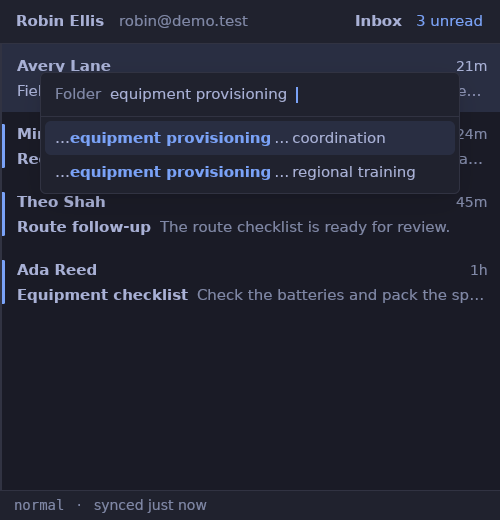 Robin Ellis robin@demo.test Inbox 3 unread
Avery Lane 21m
Folder equipment provisioning
…equipment provisioning … coordination
…equipment provisioning … regional training
24m
Theo Shah 45m
Route follow-up The route checklist is ready for review.
Ada Reed 1h
Equipment checklist Check the batteries and pack the sp…
normal · synced just now